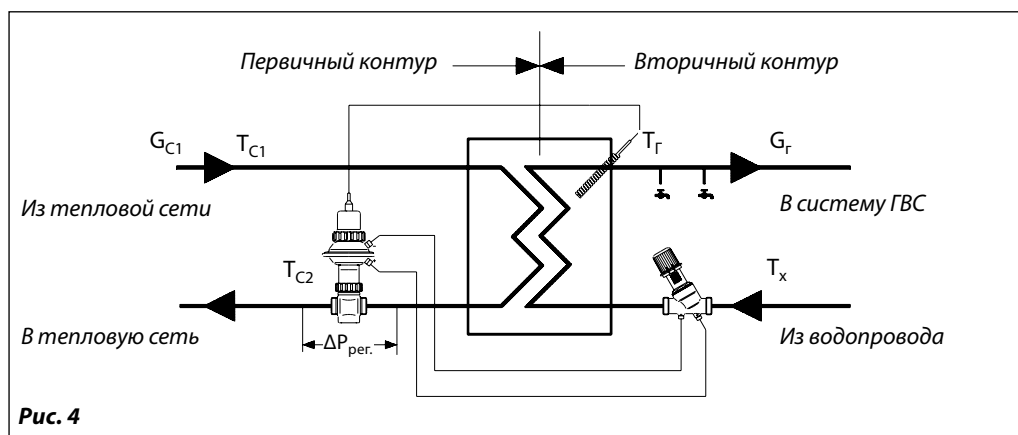 Первичный контур
Вторичный контур
G_C1
T_C1
T_Г
G_г
Из тепловой сети
В систему ГВС
T_C2
T_х
В тепловую сеть
ΔP_рег.
Из водопровода
Рис. 4